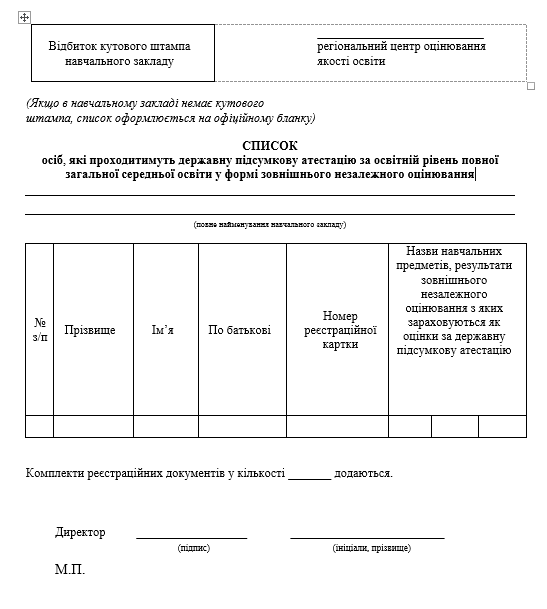 Відбиток кутового штампа
навчального закладу
регіональний центр оцінювання
якості освіти
(Якщо в навчальному закладі немає кутового
штампа, список оформлюється на офіційному бланку)
СПИСОК
осіб, які проходитимуть державну підсумкову атестацію за освітній рівень повної
загальної середньої освіти у формі зовнішнього незалежного оцінювання
(повне найменування навчального закладу)
№
з/п
Прізвище
Ім’я
По батькові
Номер
реєстраційної
картки
Назви навчальних
предметів, результати
зовнішнього
незалежного
оцінювання з яких
зараховуються як
оцінки за державну
підсумкову атестацію
Комплекти реєстраційних документів у кількості _______ додаються.
Директор
(підпис)
(ініціали, прізвище)
М.П.